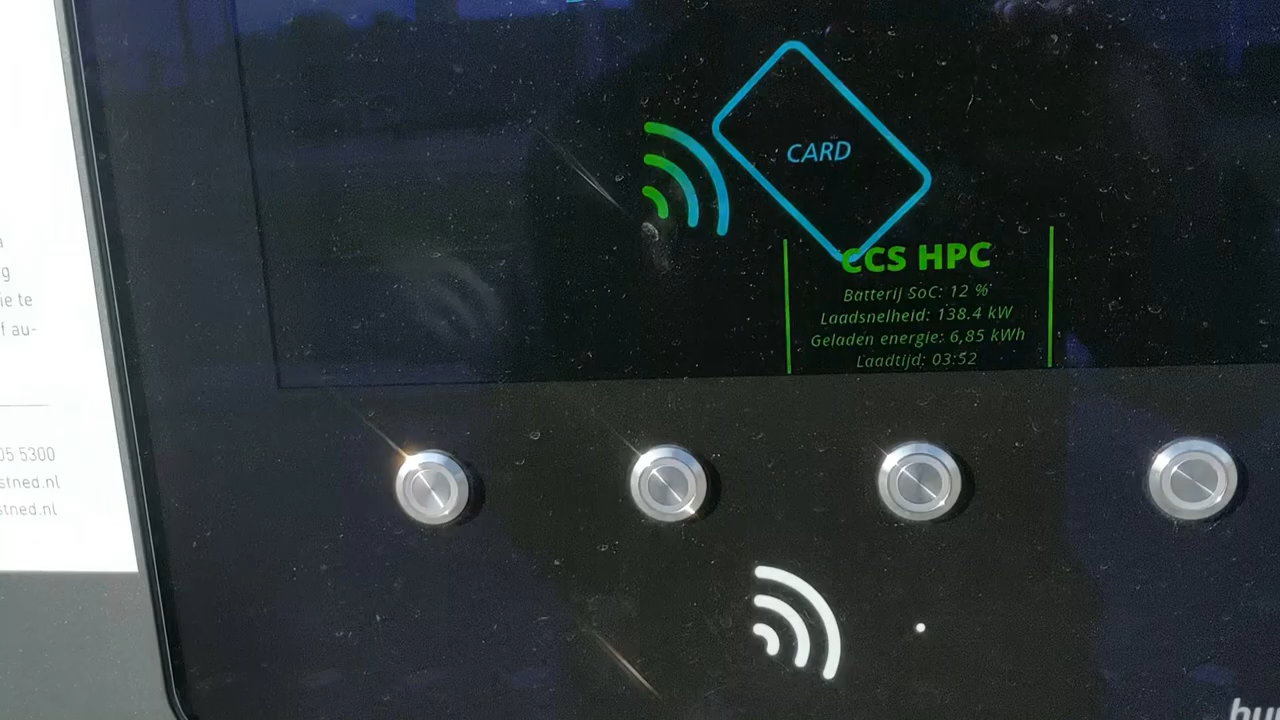 CARD
CCS HPC
Batterij SoC: 12 %
Laadsnelheid: 138.4 kW
Geladen energie: 6,85 kWh
Laadtijd: 03:52
g
ie te
f au-
05 5300
stned.nl
stned.nl